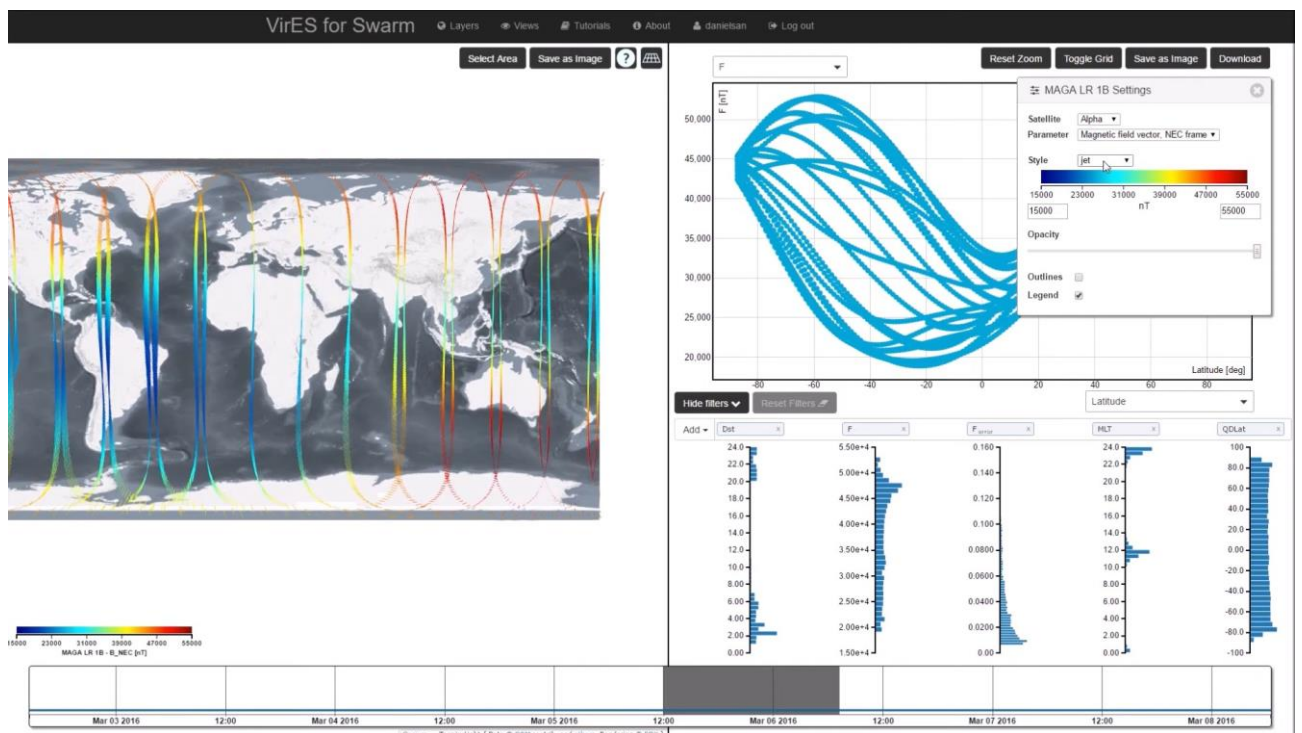 VirES for Swarm Layers Views Tutorials About danielsan Log out
Select Area Save as Image ?
F
Reset Zoom Toggle Grid Save as Image Download
F [nT]
50,000
45,000
40,000
35,000
30,000
25,000
20,000
-80 -60 -40 -20 0 20 40 60 80
Latitude [deg]
MAGA LR 1B Settings
Satellite Alpha
Parameter Magnetic field vector, NEC frame
Style jet
15000 23000 31000 39000 47000 55000
nT
15000 55000
Opacity
Outlines
Legend
Hide filters Reset Filters Latitude
Add Dst x F x F error x MLT x QDLat x
24.0 22.0 20.0 18.0 16.0 14.0 12.0 10.0 8.00 6.00 4.00 2.00 0.00
5.50e+4 5.00e+4 4.50e+4 4.00e+4 3.50e+4 3.00e+4 2.50e+4 2.00e+4 1.50e+4
0.160 0.140 0.120 0.100 0.0800 0.0600 0.0400 0.0200 0.00
24.0 22.0 20.0 18.0 16.0 14.0 12.0 10.0 8.00 6.00 4.00 2.00 0.00
100 80.0 60.0 40.0 20.0 0.00 -20.0 -40.0 -60.0 -80.0 -100
15000 23000 31000 39000 47000 55000
MAGA LR 1B - B_NEC [nT]
Mar 03 2016 12:00 Mar 04 2016 12:00 Mar 05 2016 12:00 Mar 06 2016 12:00 Mar 07 2016 12:00 Mar 08 2016